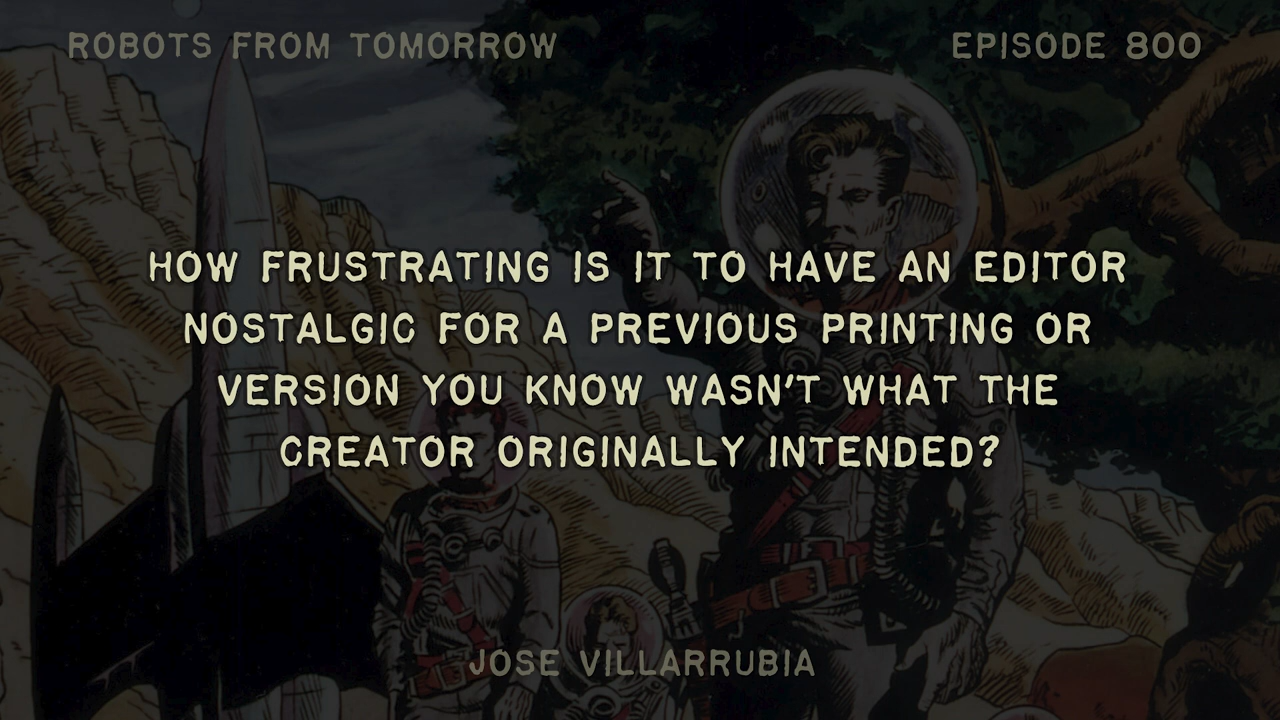 ROBOTS FROM TOMORROW
EPISODE 800
HOW FRUSTRATING IS IT TO HAVE AN EDITOR
NOSTALGIC FOR A PREVIOUS PRINTING OR
VERSION YOU KNOW WASN'T WHAT THE
CREATOR ORIGINALLY INTENDED?
JOSE VILLARRUBIA